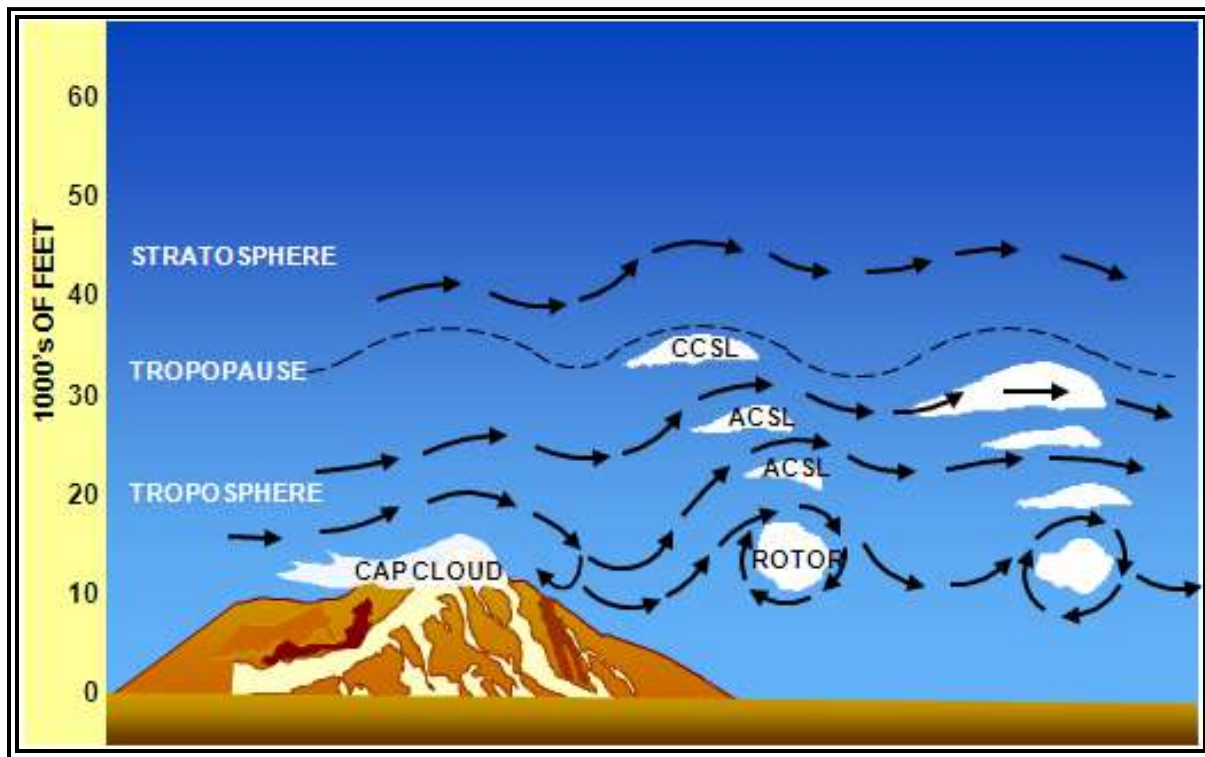 60
50
STRATOSPHERE
40
TROPOPAUSE
CCSL
30
ACSL
ACSL
20
TROPOSPHERE
CAP CLOUD
ROTOR
10
0
1000's OF FEET